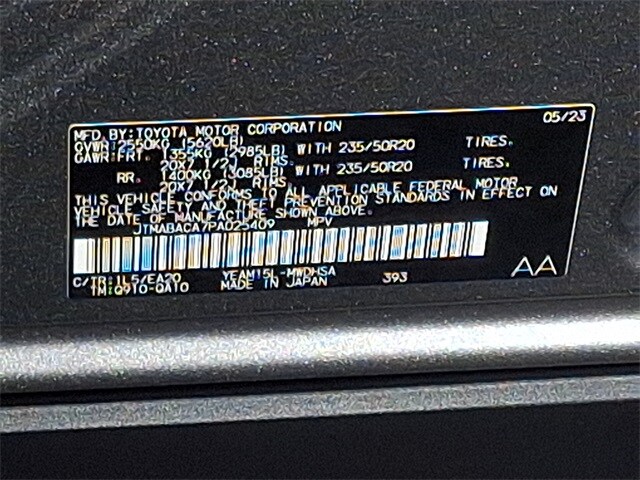 05/23
MFD.BY:TOYOTA MOTOR CORPORATION
GVWR:2550KG (5620LB)
GAWR:FRT. 1355KG (2985LB) WITH 235/50R20 TIRES.
20X7 1/2J RIMS.
RR. 1400KG (3085LB) WITH 235/50R20 TIRES.
20X7 1/2J RIMS.
THIS VEHICLE CONFORMS TO ALL APPLICABLE FEDERAL MOTOR
VEHICLE SAFETY AND THEFT PREVENTION STANDARDS IN EFFECT ON
THE DATE OF MANUFACTURE SHOWN ABOVE.
JTMABACA7PA025409 MPV
C/TR:1L5/EA20 YEAM15L-MWDHSA 393
TM:Q910-QA10 MADE IN JAPAN
AA